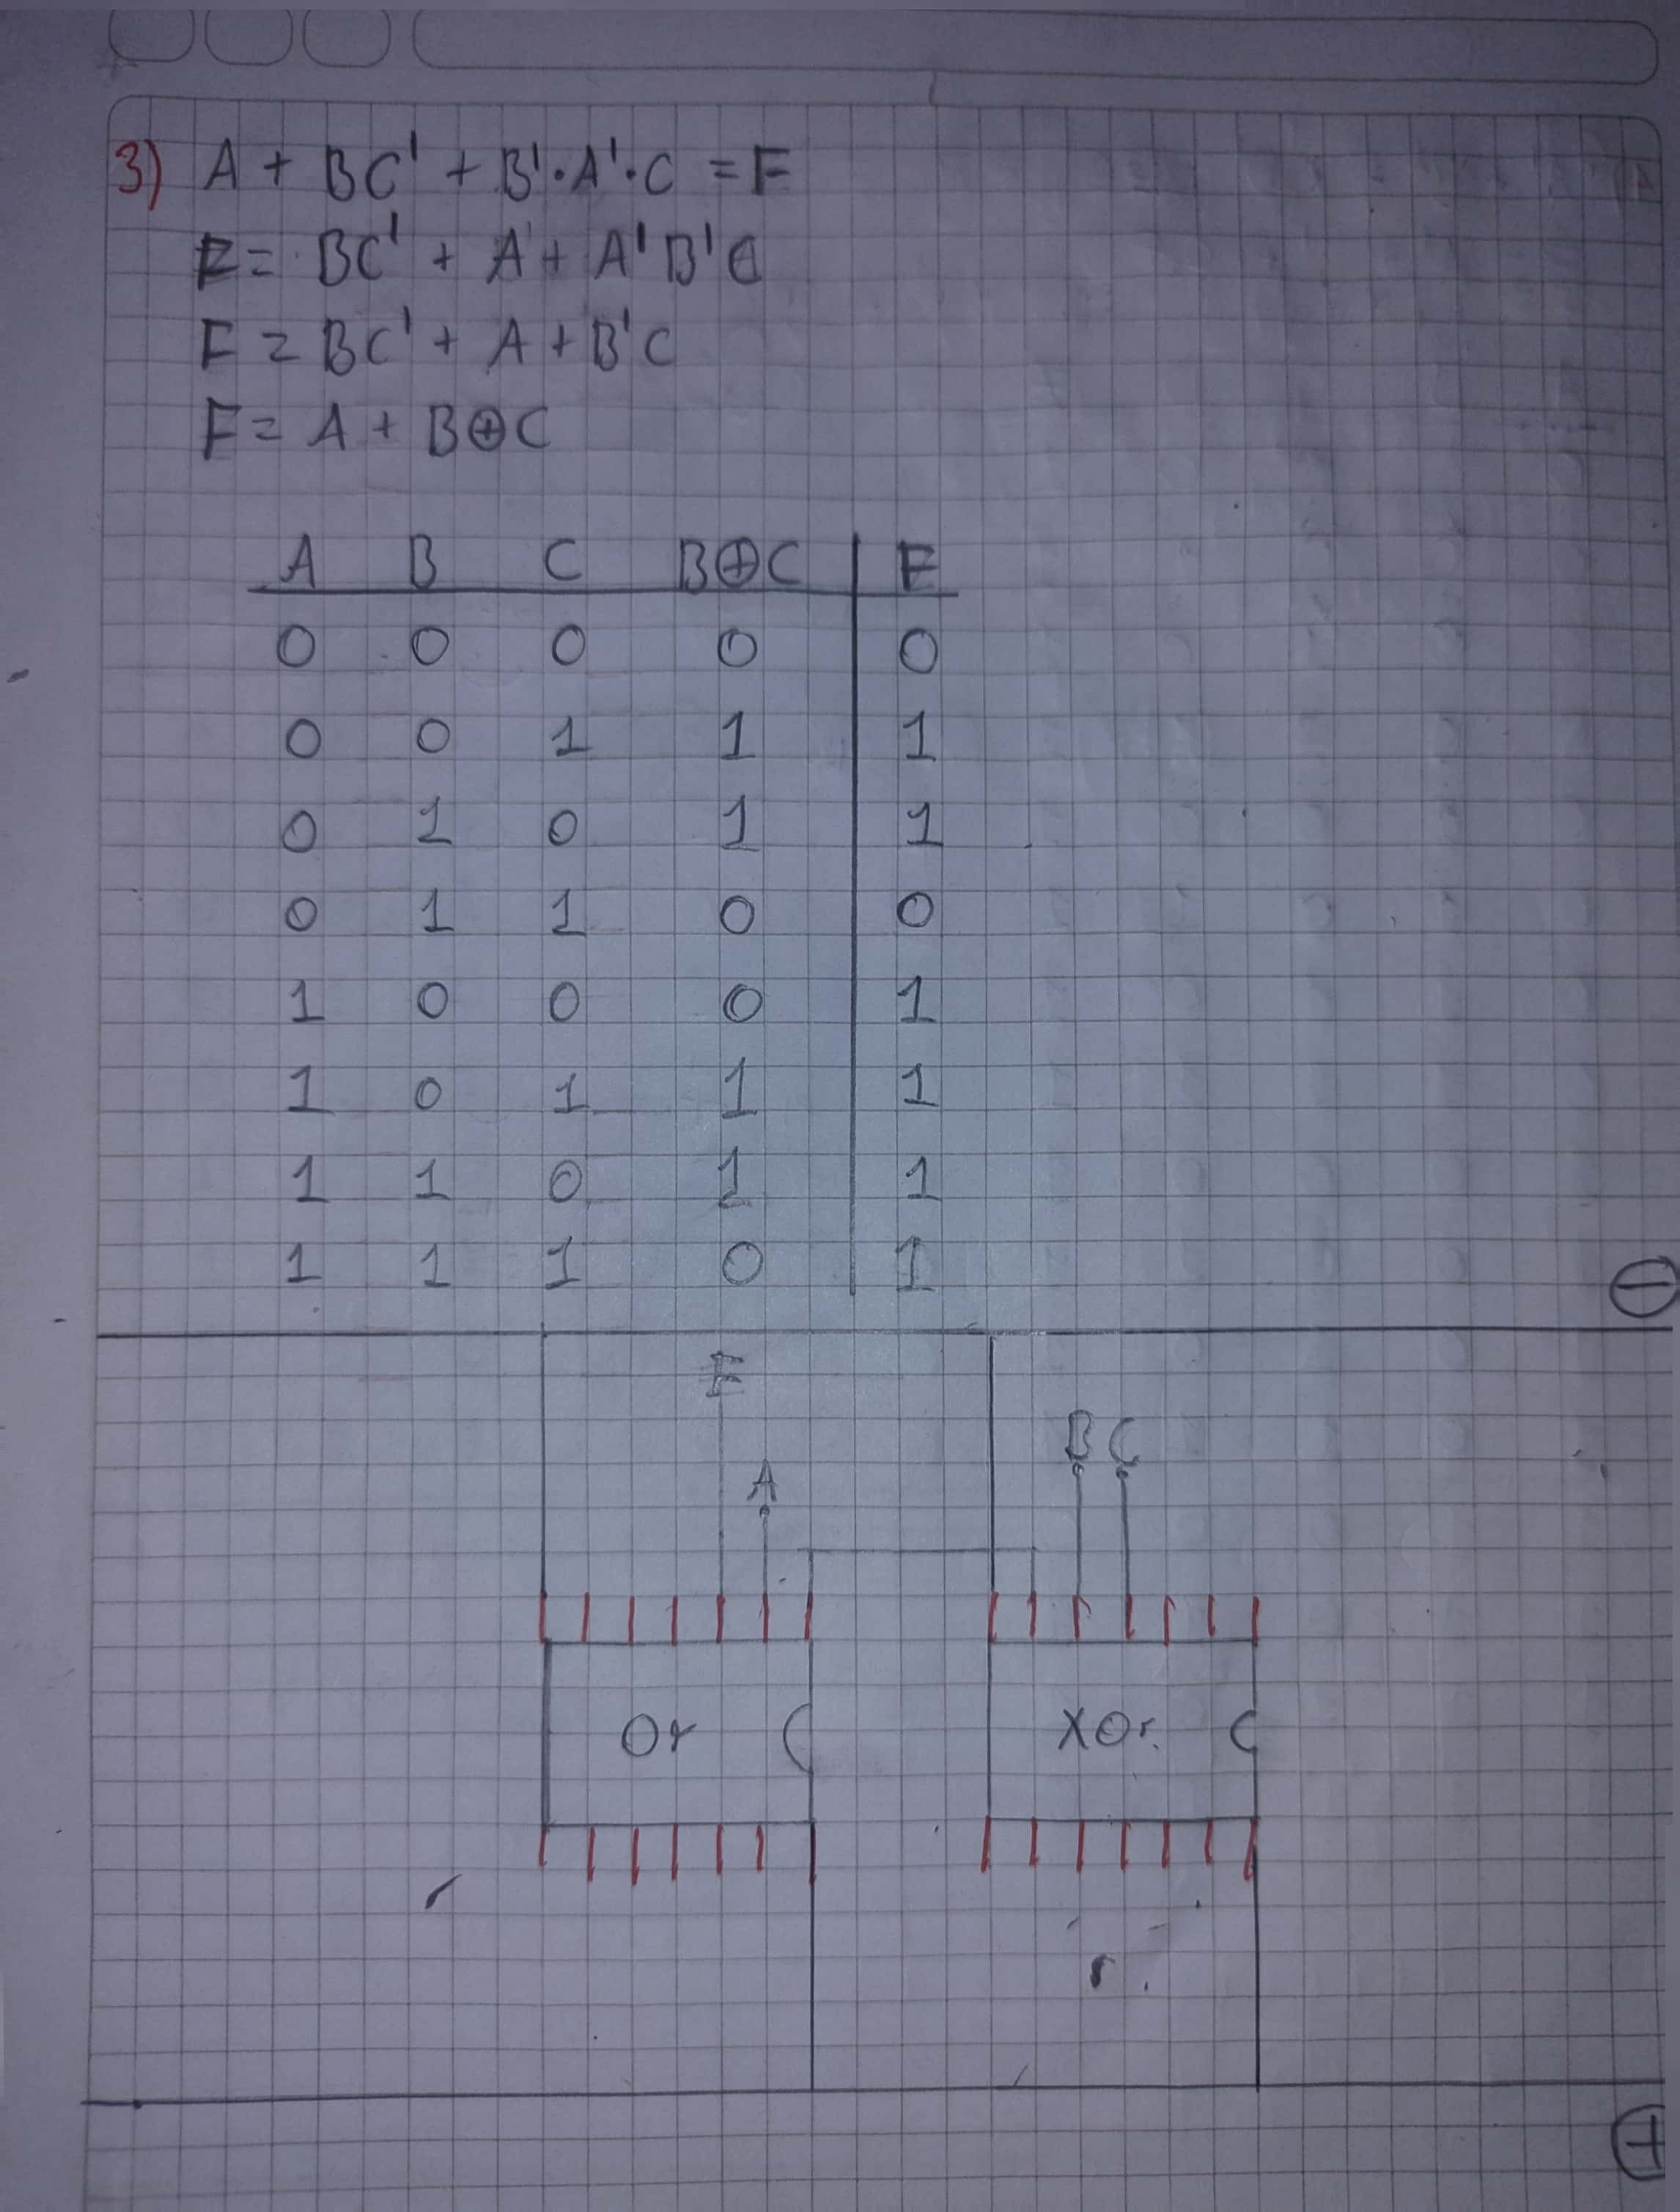 3) A + BC' + B'·A'·C = F
F = BC' + A + A'B'C
F = BC' + A + B'C
F = A + B⊕C
A B C B⊕C F
0 0 0 0 0
0 0 1 1 1
0 1 0 1 1
0 1 1 0 0
1 0 0 0 1
1 0 1 1 1
1 1 0 1 1
1 1 1 0 1
−
F
B C
A
Or
XOr.
+